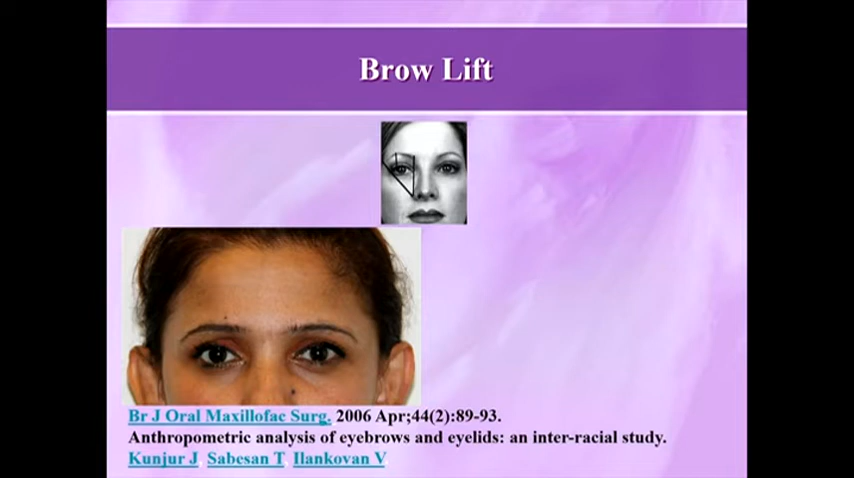 Brow Lift
Br J Oral Maxillofac Surg. 2006 Apr;44(2):89-93.
Anthropometric analysis of eyebrows and eyelids: an inter-racial study.
Kunjur J, Sabesan T, Ilankovan V